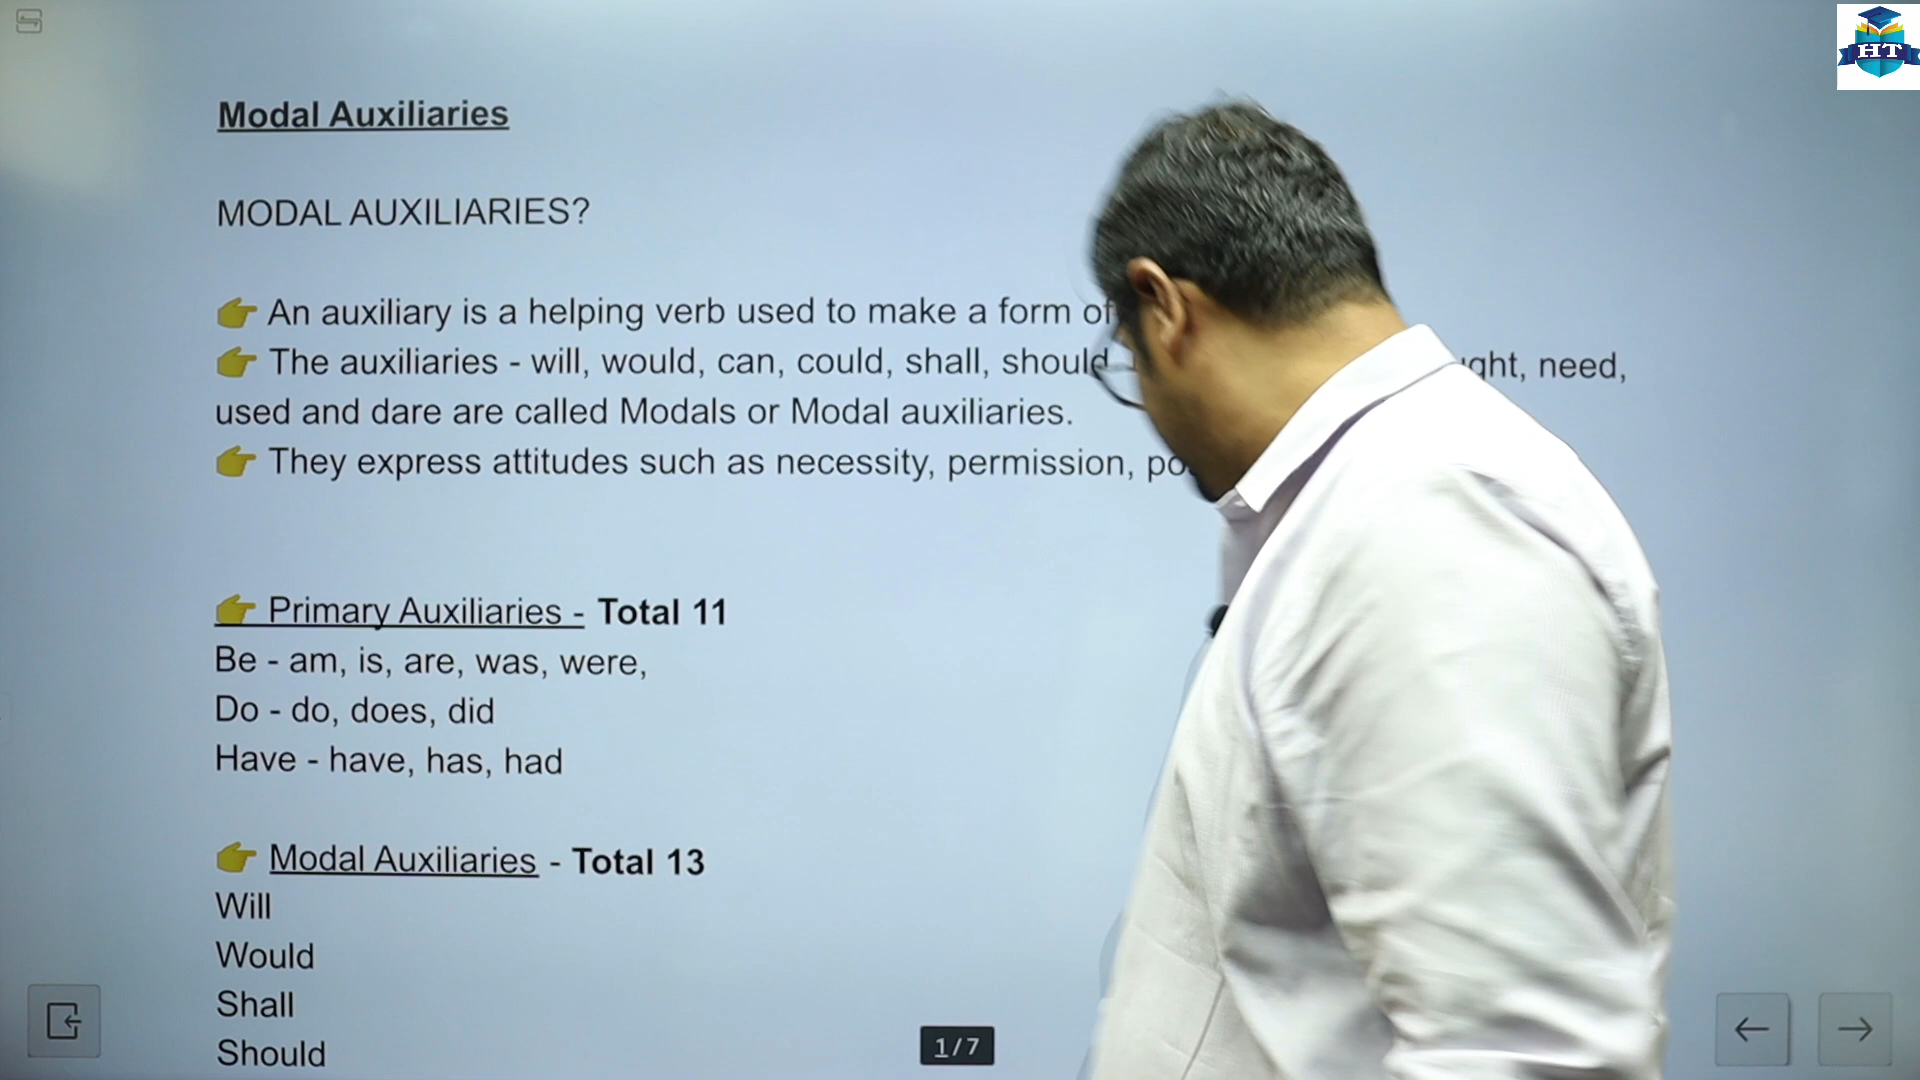 HT
Modal Auxiliaries
MODAL AUXILIARIES?
👉 An auxiliary is a helping verb used to make a form of
👉 The auxiliaries - will, would, can, could, shall, should need,
used and dare are called Modals or Modal auxiliaries.
👉 They express attitudes such as necessity, permission,
👉 Primary Auxiliaries - Total 11
Be - am, is, are, was, were,
Do - do, does, did
Have - have, has, had
👉 Modal Auxiliaries - Total 13
Will
Would
Shall
Should
1/7